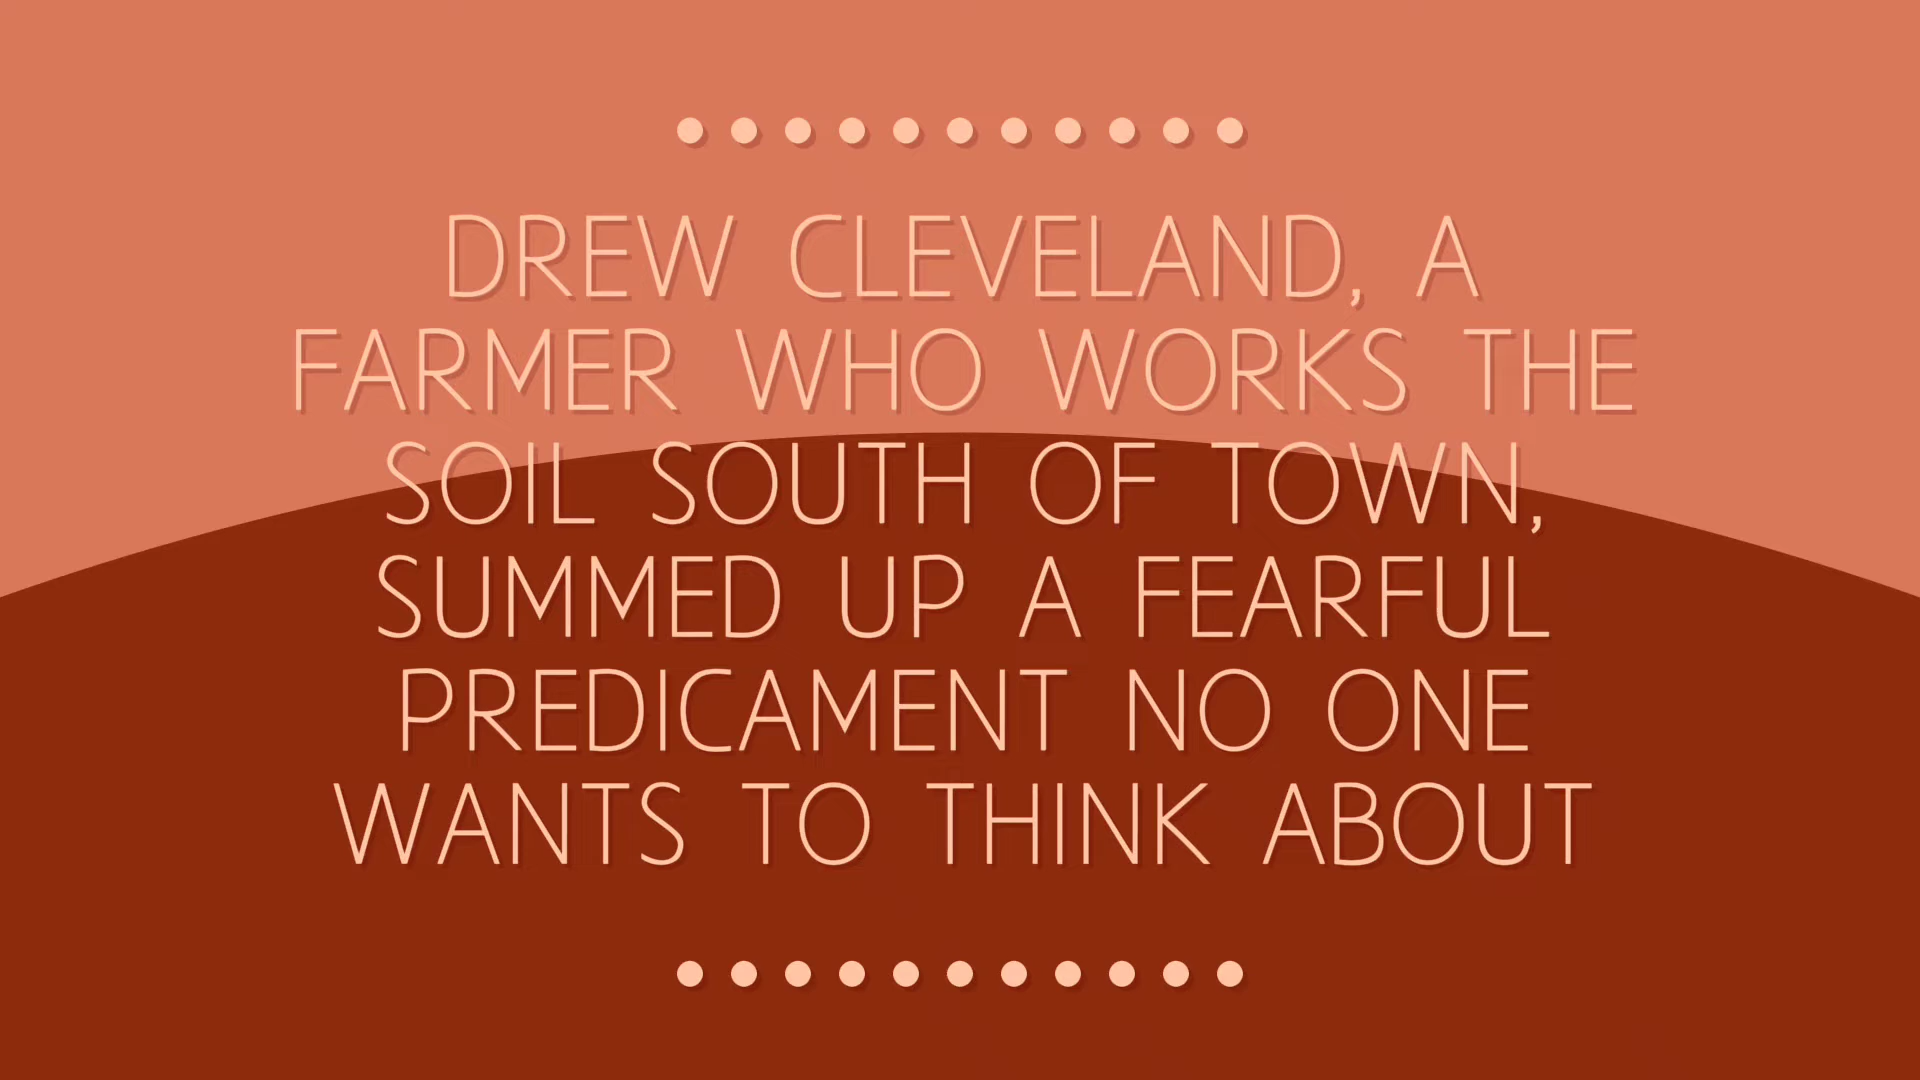 DREW CLEVELAND, A
FARMER WHO WORKS THE
SOIL SOUTH OF TOWN,
SUMMED UP A FEARFUL
PREDICAMENT NO ONE
WANTS TO THINK ABOUT